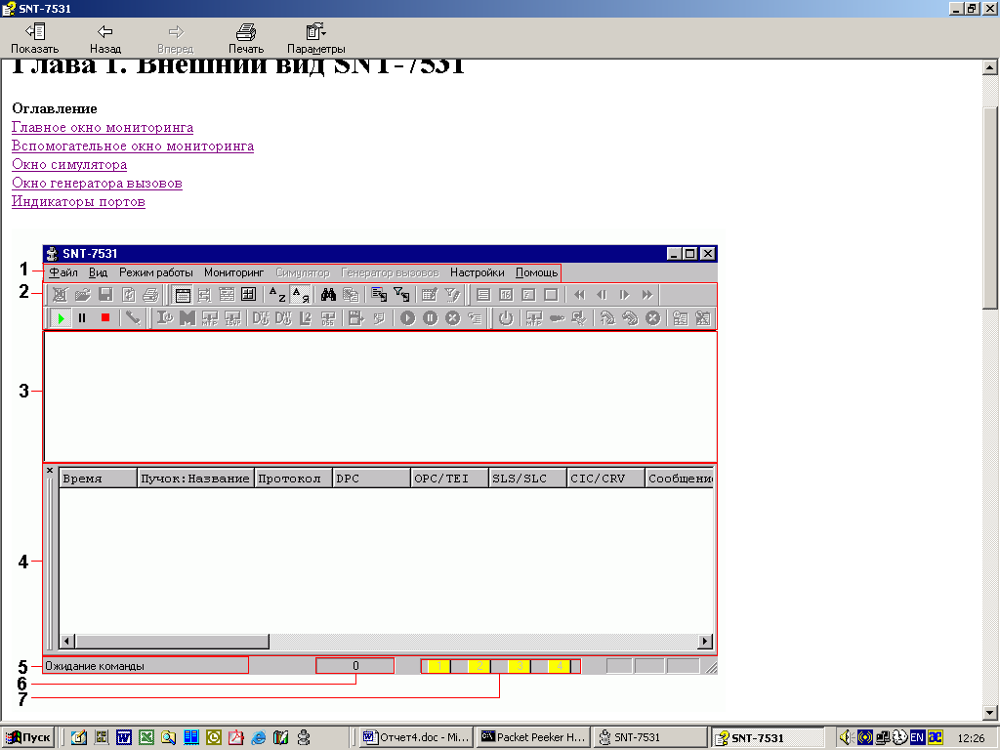 SNT-7531
Показать Назад Вперед Печать Параметры
Глава 1. Внешний вид SNT-7531
Оглавление
Главное окно мониторинга
Вспомогательное окно мониторинга
Окно симулятора
Окно генератора вызовов
Индикаторы портов
SNT-7531
1 Файл Вид Режим работы Мониторинг Симулятор Генератор вызовов Настройки Помощь
2
3
Время Пучок:Название Протокол DPC OPC/TEI SLS/SLC CIC/CRV Сообщени
4
5 Ожидание команды 0 1 2 3 4
6
7
Пуск Отчет4.doc - Mi... Packet Peeker H... SNT-7531 SNT-7531 EN 12:26